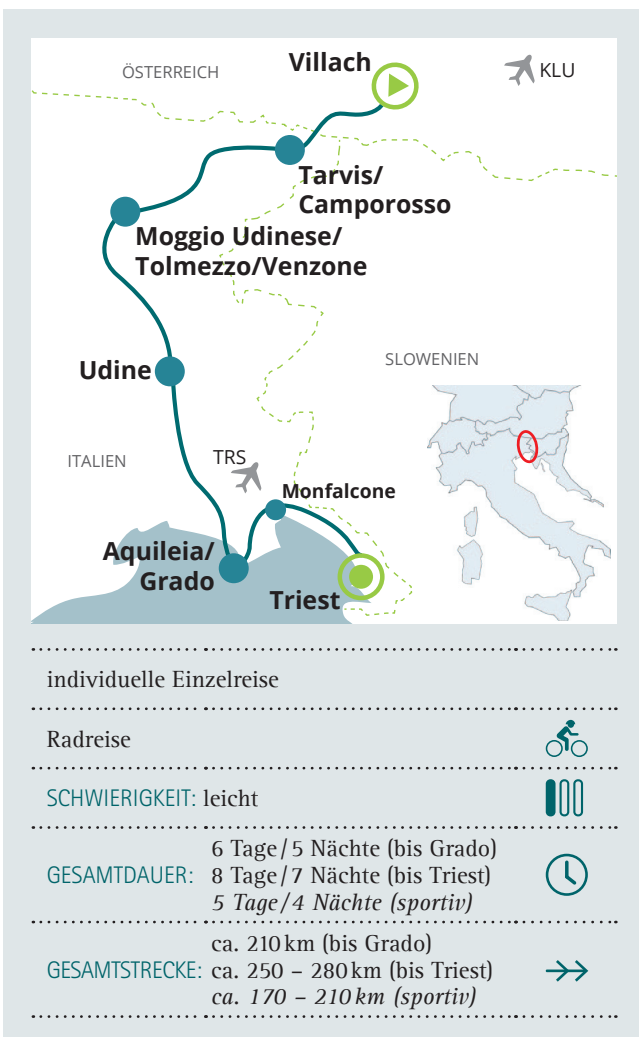 ÖSTERREICH
Villach
KLU
Tarvis/
Camporosso
Moggio Udinese/
Tolmezzo/Venzone
Udine
SLOWENIEN
ITALIEN
TRS
Monfalcone
Aquileia/
Grado
Triest
individuelle Einzelreise
Radreise
SCHWIERIGKEIT: leicht
GESAMTDAUER:
6 Tage/5 Nächte (bis Grado)
8 Tage/7 Nächte (bis Triest)
5 Tage/4 Nächte (sportiv)
GESAMTSTRECKE:
ca. 210 km (bis Grado)
ca. 250 – 280 km (bis Triest)
ca. 170 – 210 km (sportiv)